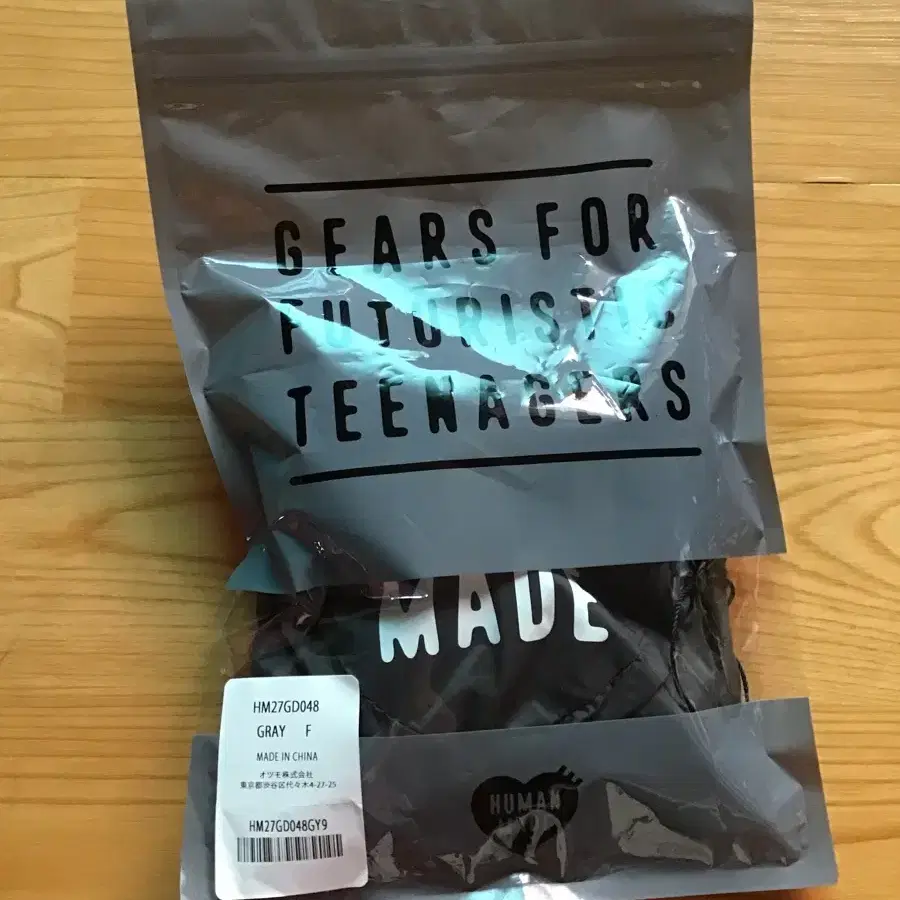 GEARS FOR
FUTURISTIC
TEENAGERS
MADE
HM27GD048
GRAY F
MADE IN CHINA
オツモ株式会社
東京都渋谷区代々木4-27-25
HM27GD048GY9
HUMAN